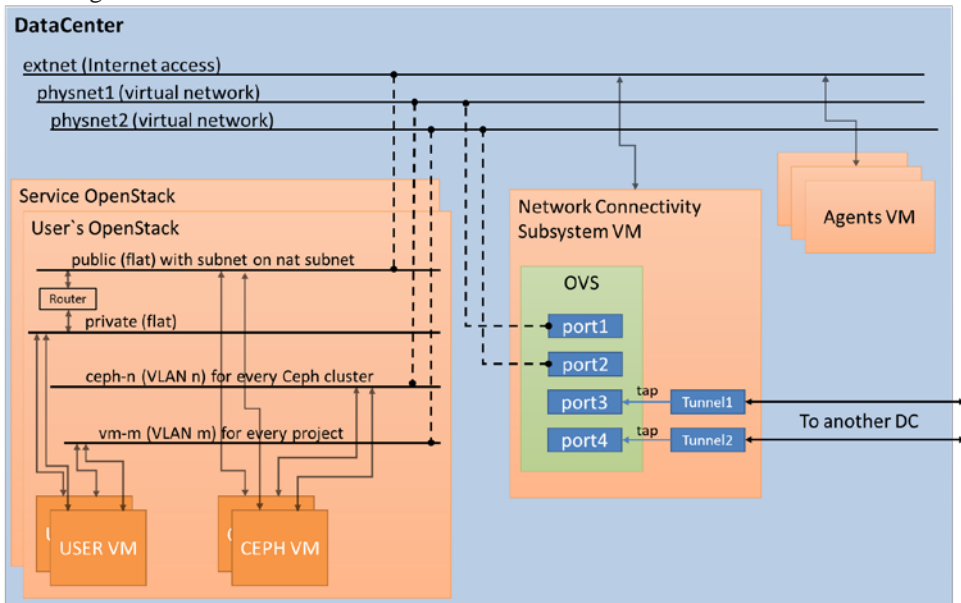 DataCenter
extnet (Internet access)
physnet1 (virtual network)
physnet2 (virtual network)
Service OpenStack
User`s OpenStack
public (flat) with subnet on nat subnet
Router
private (flat)
ceph-n (VLAN n) for every Ceph cluster
vm-m (VLAN m) for every project
U
USER VM
C
CEPH VM
Network Connectivity
Subsystem VM
OVS
port1
port2
port3
tap
Tunnel1
port4
tap
Tunnel2
To another DC
Agents VM